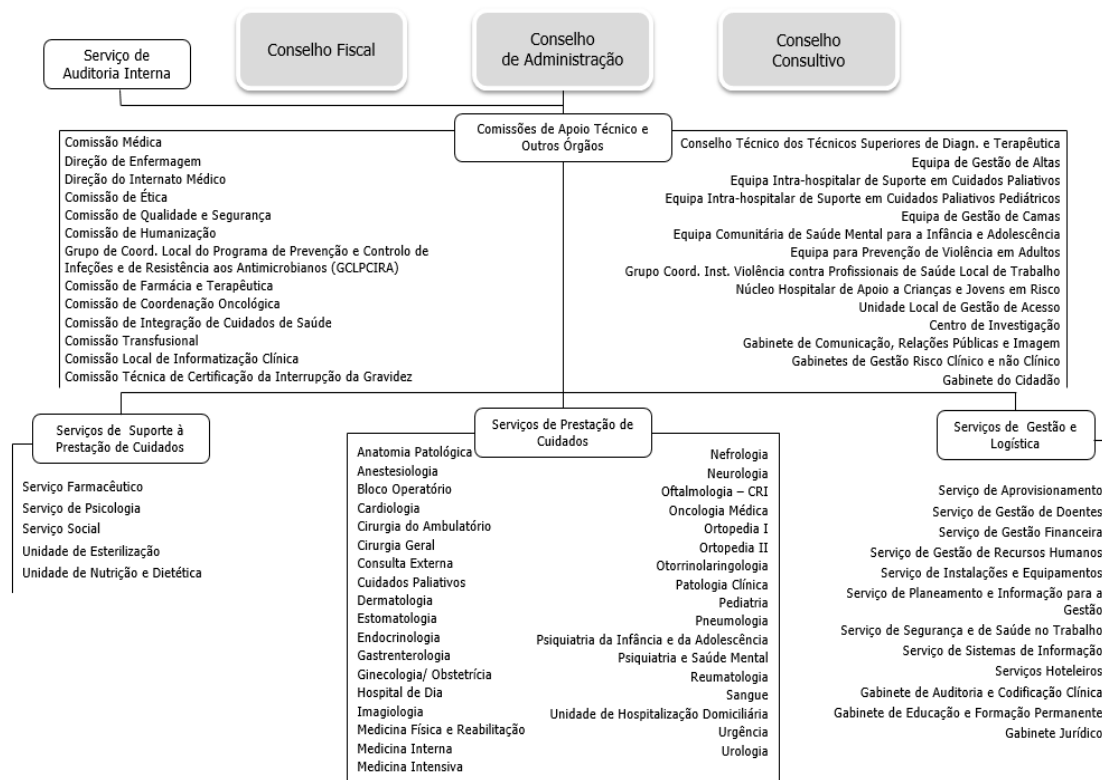 Serviço de
Auditoria Interna
Conselho Fiscal
Conselho
de Administração
Conselho
Consultivo
Comissões de Apoio Técnico e
Outros Órgãos
Comissão Médica
Direção de Enfermagem
Direção do Internato Médico
Comissão de Ética
Comissão de Qualidade e Segurança
Comissão de Humanização
Grupo de Coord. Local do Programa de Prevenção e Controlo de
Infeções e de Resistência aos Antimicrobianos (GCLPCIRA)
Comissão de Farmácia e Terapêutica
Comissão de Coordenação Oncológica
Comissão de Integração de Cuidados de Saúde
Comissão Transfusional
Comissão Local de Informatização Clínica
Comissão Técnica de Certificação da Interrupção da Gravidez
Conselho Técnico dos Técnicos Superiores de Diagn. e Terapêutica
Equipa de Gestão de Altas
Equipa Intra-hospitalar de Suporte em Cuidados Paliativos
Equipa Intra-hospitalar de Suporte em Cuidados Paliativos Pediátricos
Equipa de Gestão de Camas
Equipa Comunitária de Saúde Mental para a Infância e Adolescência
Equipa para Prevenção de Violência em Adultos
Grupo Coord. Inst. Violência contra Profissionais de Saúde Local de Trabalho
Núcleo Hospitalar de Apoio a Crianças e Jovens em Risco
Unidade Local de Gestão de Acesso
Centro de Investigação
Gabinete de Comunicação, Relações Públicas e Imagem
Gabinetes de Gestão Risco Clínico e não Clínico
Gabinete do Cidadão
Serviços de Suporte à
Prestação de Cuidados
Serviço Farmacêutico
Serviço de Psicologia
Serviço Social
Unidade de Esterilização
Unidade de Nutrição e Dietética
Serviços de Prestação de
Cuidados
Anatomia Patológica
Anestesiologia
Bloco Operatório
Cardiologia
Cirurgia do Ambulatório
Cirurgia Geral
Consulta Externa
Cuidados Paliativos
Dermatologia
Estomatologia
Endocrinologia
Gastrenterologia
Ginecologia/ Obstetrícia
Hospital de Dia
Imagiologia
Medicina Física e Reabilitação
Medicina Interna
Medicina Intensiva
Nefrologia
Neurologia
Oftalmologia – CRI
Oncologia Médica
Ortopedia I
Ortopedia II
Otorrinolaringologia
Patologia Clínica
Pediatria
Pneumologia
Psiquiatria da Infância e da Adolescência
Psiquiatria e Saúde Mental
Reumatologia
Sangue
Unidade de Hospitalização Domiciliária
Urgência
Urologia
Serviços de Gestão e
Logística
Serviço de Aprovisionamento
Serviço de Gestão de Doentes
Serviço de Gestão Financeira
Serviço de Gestão de Recursos Humanos
Serviço de Instalações e Equipamentos
Serviço de Planeamento e Informação para a
Gestão
Serviço de Segurança e de Saúde no Trabalho
Serviço de Sistemas de Informação
Serviços Hoteleiros
Gabinete de Auditoria e Codificação Clínica
Gabinete de Educação e Formação Permanente
Gabinete Jurídico